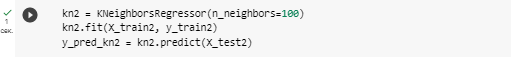 kn2 = KNeighborsRegressor(n_neighbors=100)
kn2.fit(X_train2, y_train2)
y_pred_kn2 = kn2.predict(X_test2)
1
сек.